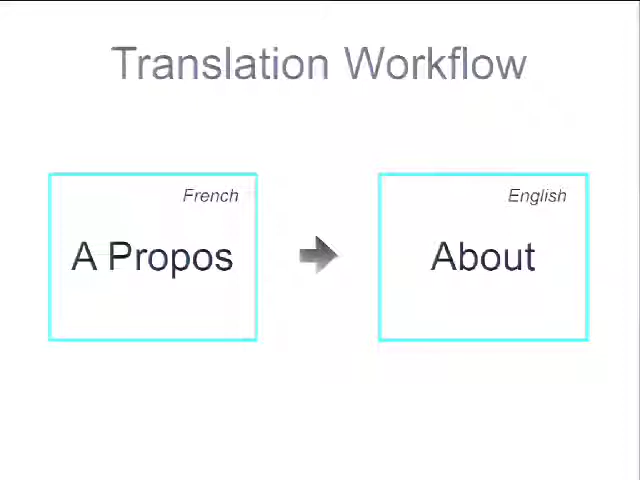 Translation Workflow
French
A Propos
English
About